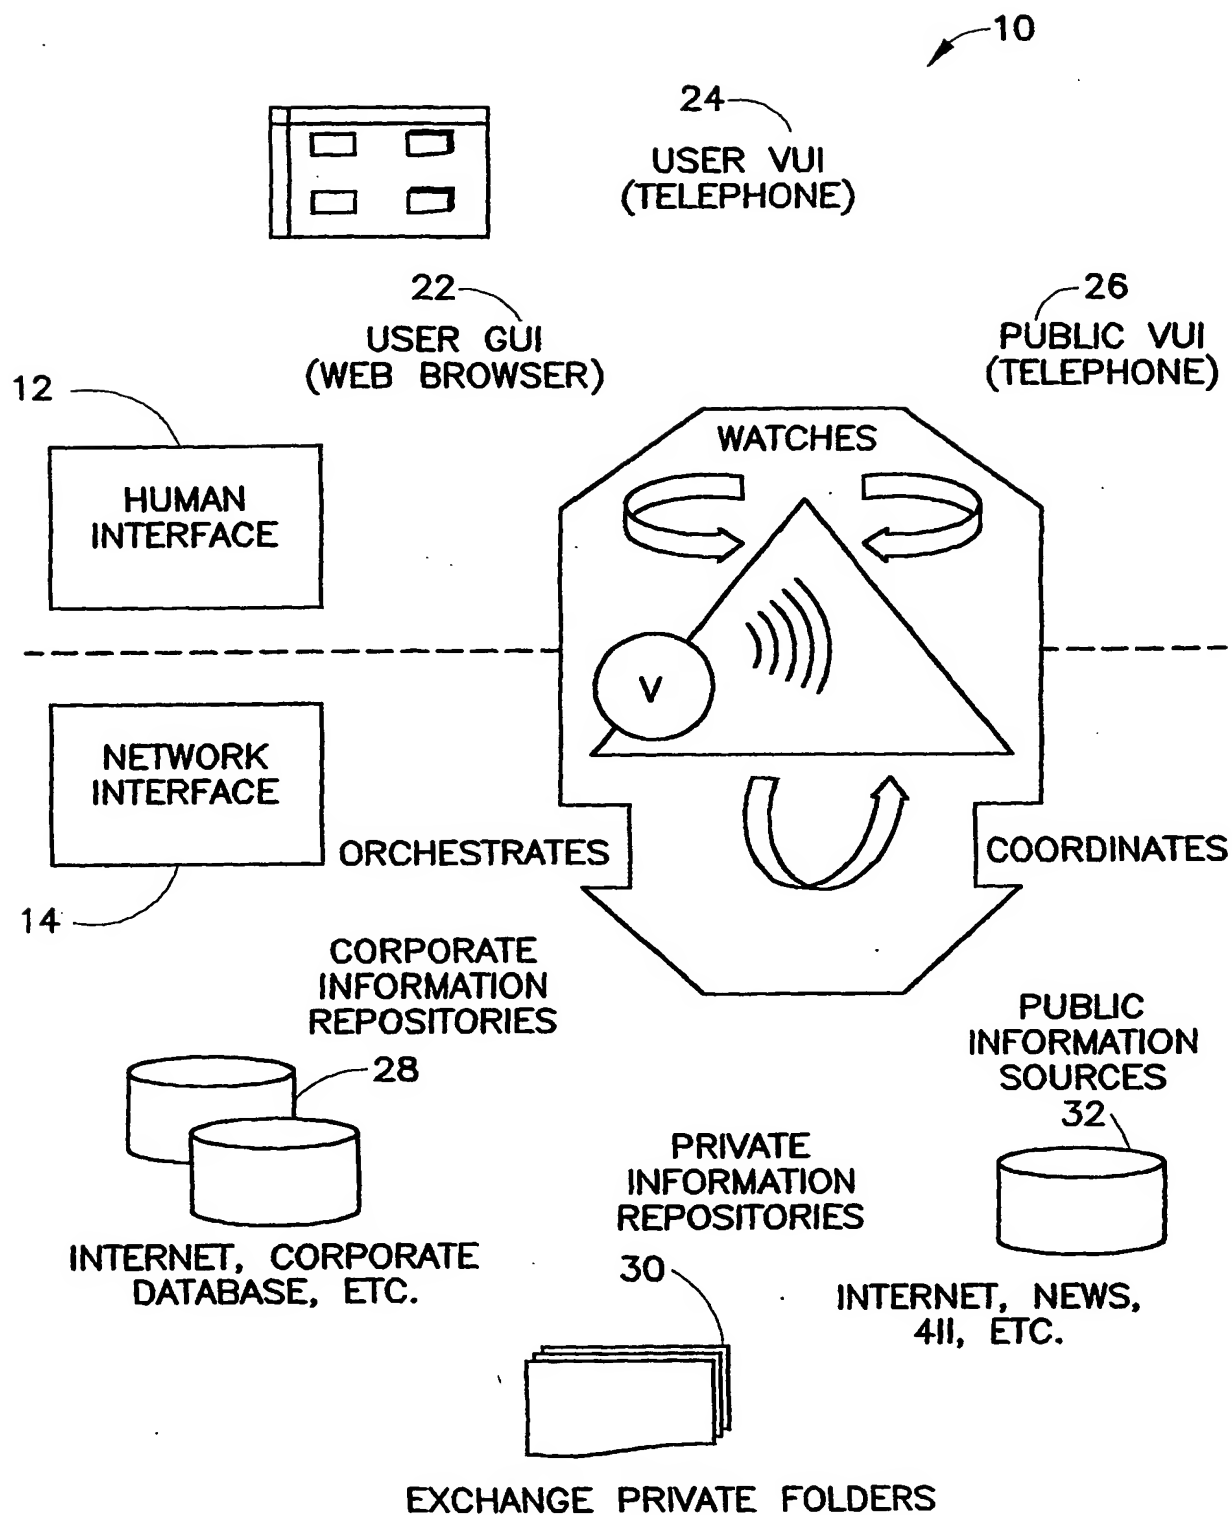 10
24
USER VUI
(TELEPHONE)
22
USER GUI
(WEB BROWSER)
26
PUBLIC VUI
(TELEPHONE)
12
HUMAN
INTERFACE
WATCHES
V
NETWORK
INTERFACE
14
ORCHESTRATES
COORDINATES
CORPORATE
INFORMATION
REPOSITORIES
28
INTERNET, CORPORATE
DATABASE, ETC.
PRIVATE
INFORMATION
REPOSITORIES
30
EXCHANGE PRIVATE FOLDERS
PUBLIC
INFORMATION
SOURCES
32
INTERNET, NEWS,
411, ETC.